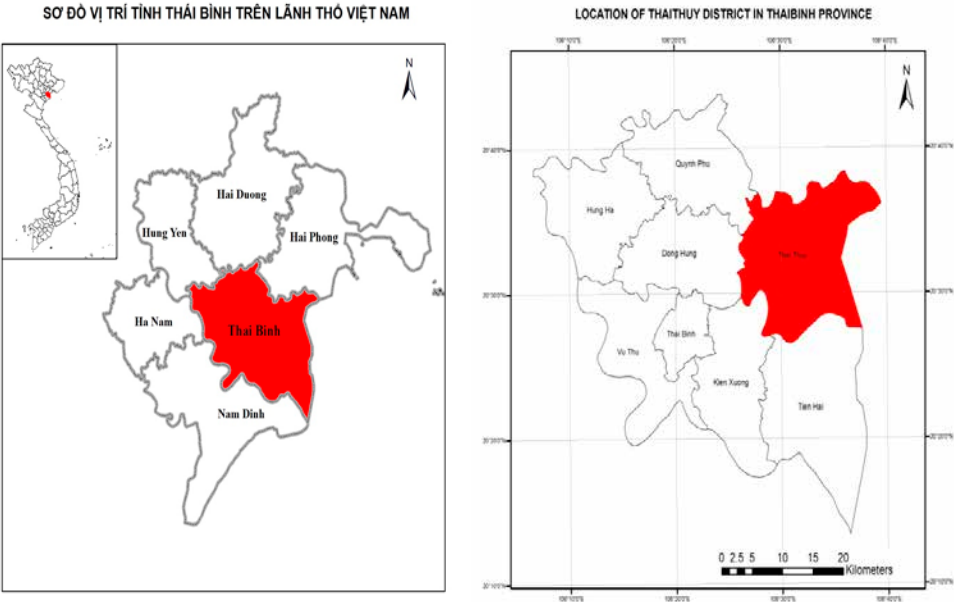 SƠ ĐỒ VỊ TRÍ TỈNH THÁI BÌNH TRÊN LÃNH THỔ VIỆT NAM
N
Hai Duong
Hung Yen
Hai Phong
Ha Nam
Thai Binh
Nam Dinh
LOCATION OF THAITHUY DISTRICT IN THAIBINH PROVINCE
N
Quynh Phu
Hung Ha
Dong Hung
Thai Binh
Vu Thu
Kien Xuong
Tien Hai
0 2.5 5 10 15 20
Kilometers